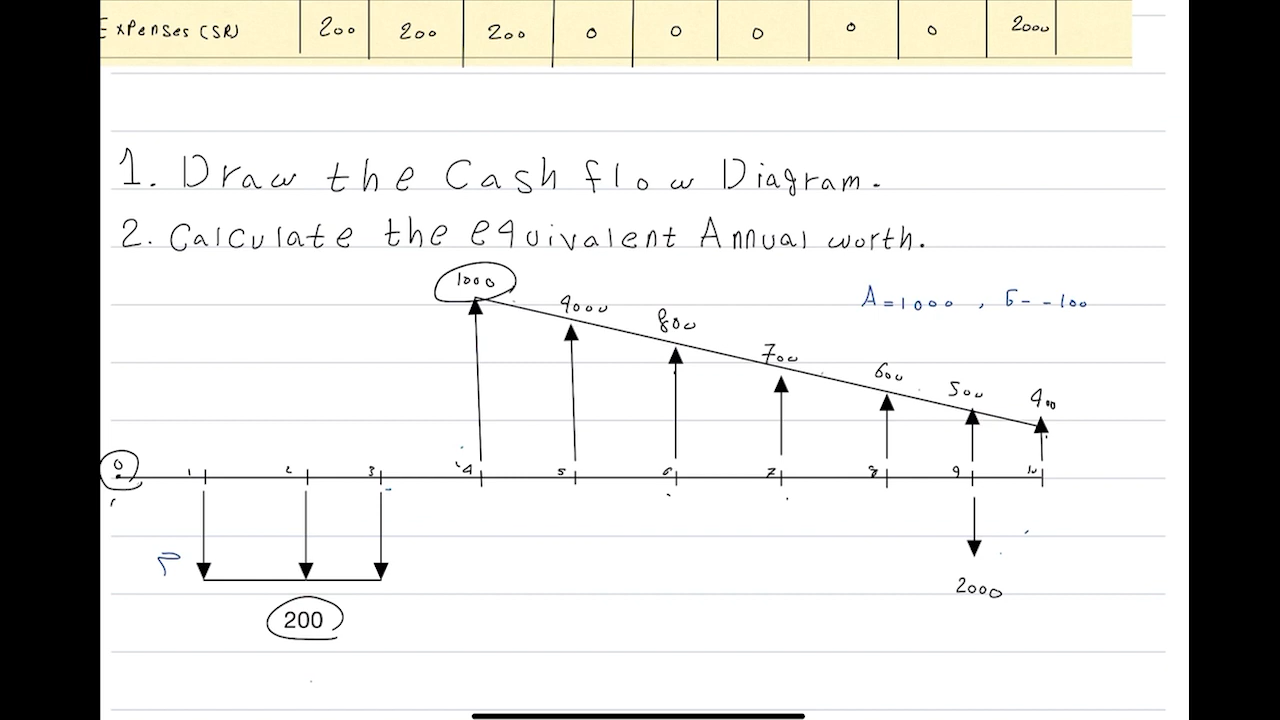 Expenses (SR) 200 200 200 0 0 0 0 0 2000
1. Draw the Cash flow Diagram.
2. Calculate the equivalent Annual worth.
1000
A=1000 , G--100
9000
800
700
600
500
400
0 1 2 3 4 5 6 7 8 9 10
P
2000
200